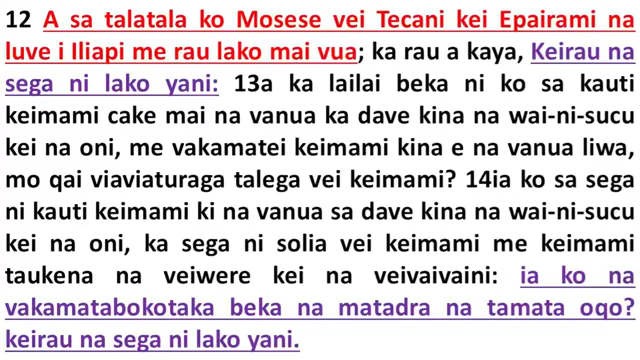 12 A sa talatala ko Mosese vei Tecani kei Epairami na
luve i Iliapi me rau lako mai vua; ka rau a kaya, Keirau na
sega ni lako yani: 13a ka lailai beka ni ko sa kauti
keimami cake mai na vanua ka dave kina na wai-ni-sucu
kei na oni, me vakamatei keimami kina e na vanua liwa,
mo qai viaviaturaga talega vei keimami? 14ia ko sa sega
ni kauti keimami ki na vanua sa dave kina na wai-ni-sucu
kei na oni, ka sega ni solia vei keimami me keimami
taukena na veiwere kei na veivaivaini: ia ko na
vakamatabokotaka beka na matadra na tamata oqo?
keirau na sega ni lako yani.